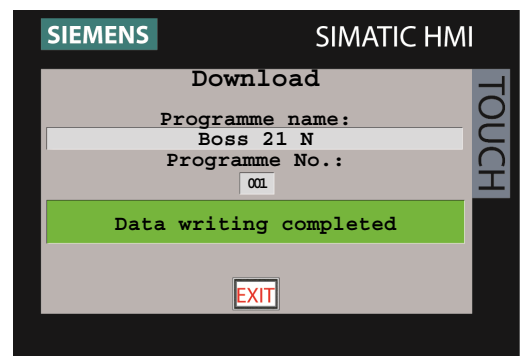 SIEMENS
SIMATIC HMI
TOUCH
Download
Programme name:
Boss 21 N
Programme No.:
001
Data writing completed
EXIT